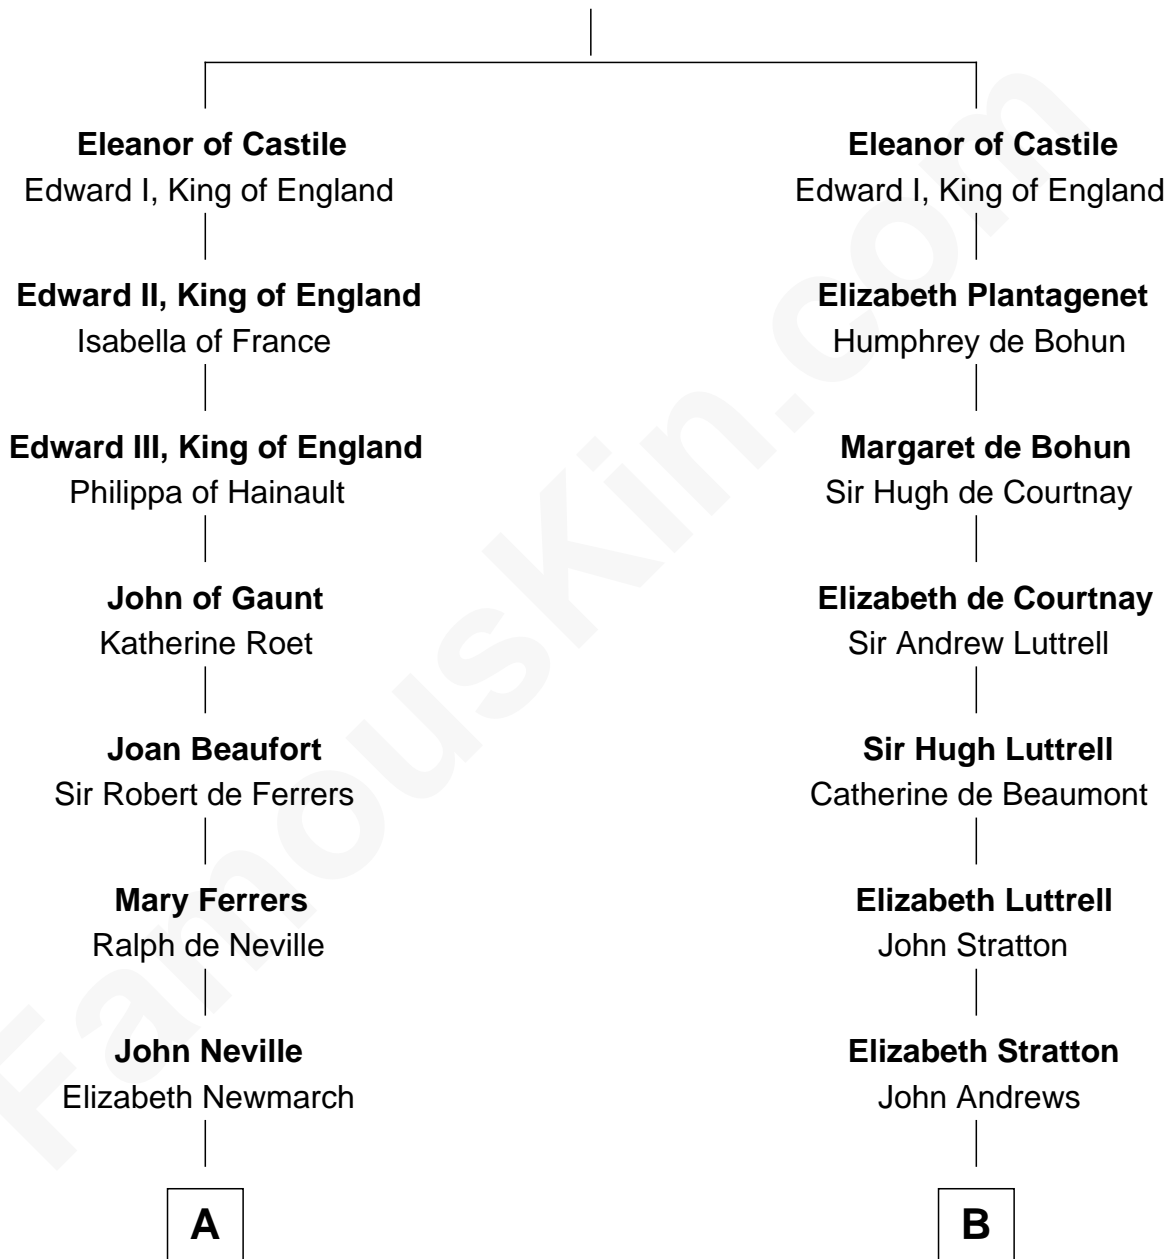 Eleanor of Castile
Edward I, King of England
Edward II, King of England
Isabella of France
Edward III, King of England
Philippa of Hainault
John of Gaunt
Katherine Roet
Joan Beaufort
Sir Robert de Ferrers
Mary Ferrers
Ralph de Neville
John Neville
Elizabeth Newmarch
A
Eleanor of Castile
Edward I, King of England
Elizabeth Plantagenet
Humphrey de Bohun
Margaret de Bohun
Sir Hugh de Courtnay
Elizabeth de Courtnay
Sir Andrew Luttrell
Sir Hugh Luttrell
Catherine de Beaumont
Elizabeth Luttrell
John Stratton
Elizabeth Stratton
John Andrews
B
FamousKin.com